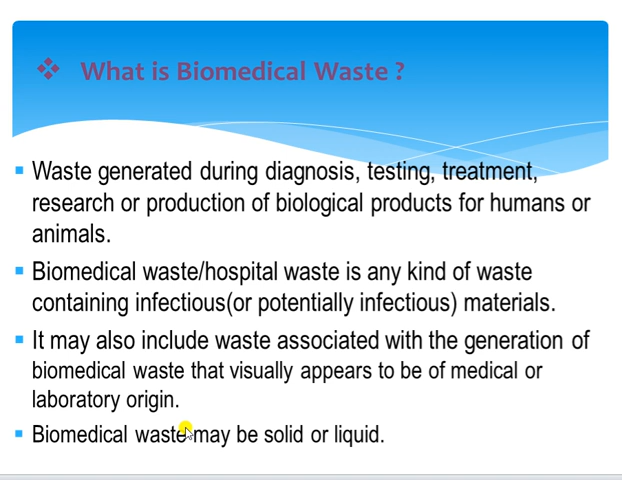 What is Biomedical Waste ?
Waste generated during diagnosis, testing, treatment,
research or production of biological products for humans or
animals.
Biomedical waste/hospital waste is any kind of waste
containing infectious(or potentially infectious) materials.
It may also include waste associated with the generation of
biomedical waste that visually appears to be of medical or
laboratory origin.
Biomedical waste may be solid or liquid.